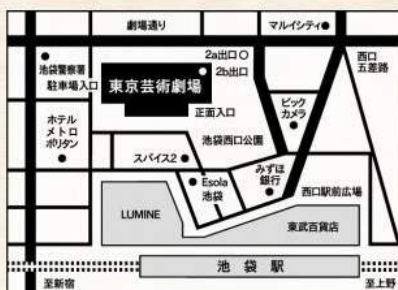 劇場通り
マルイシティ
2a出口
西口
五差路
池袋警察署
2b出口
駐車場入口
東京芸術劇場
正面入口
ビック
カメラ
ホテル
メトロ
ポリタン
池袋西口公園
スパイス2
みずほ
銀行
Esola
池袋
西口駅前広場
LUMINE
東武百貨店
池袋駅
至新宿
至上野